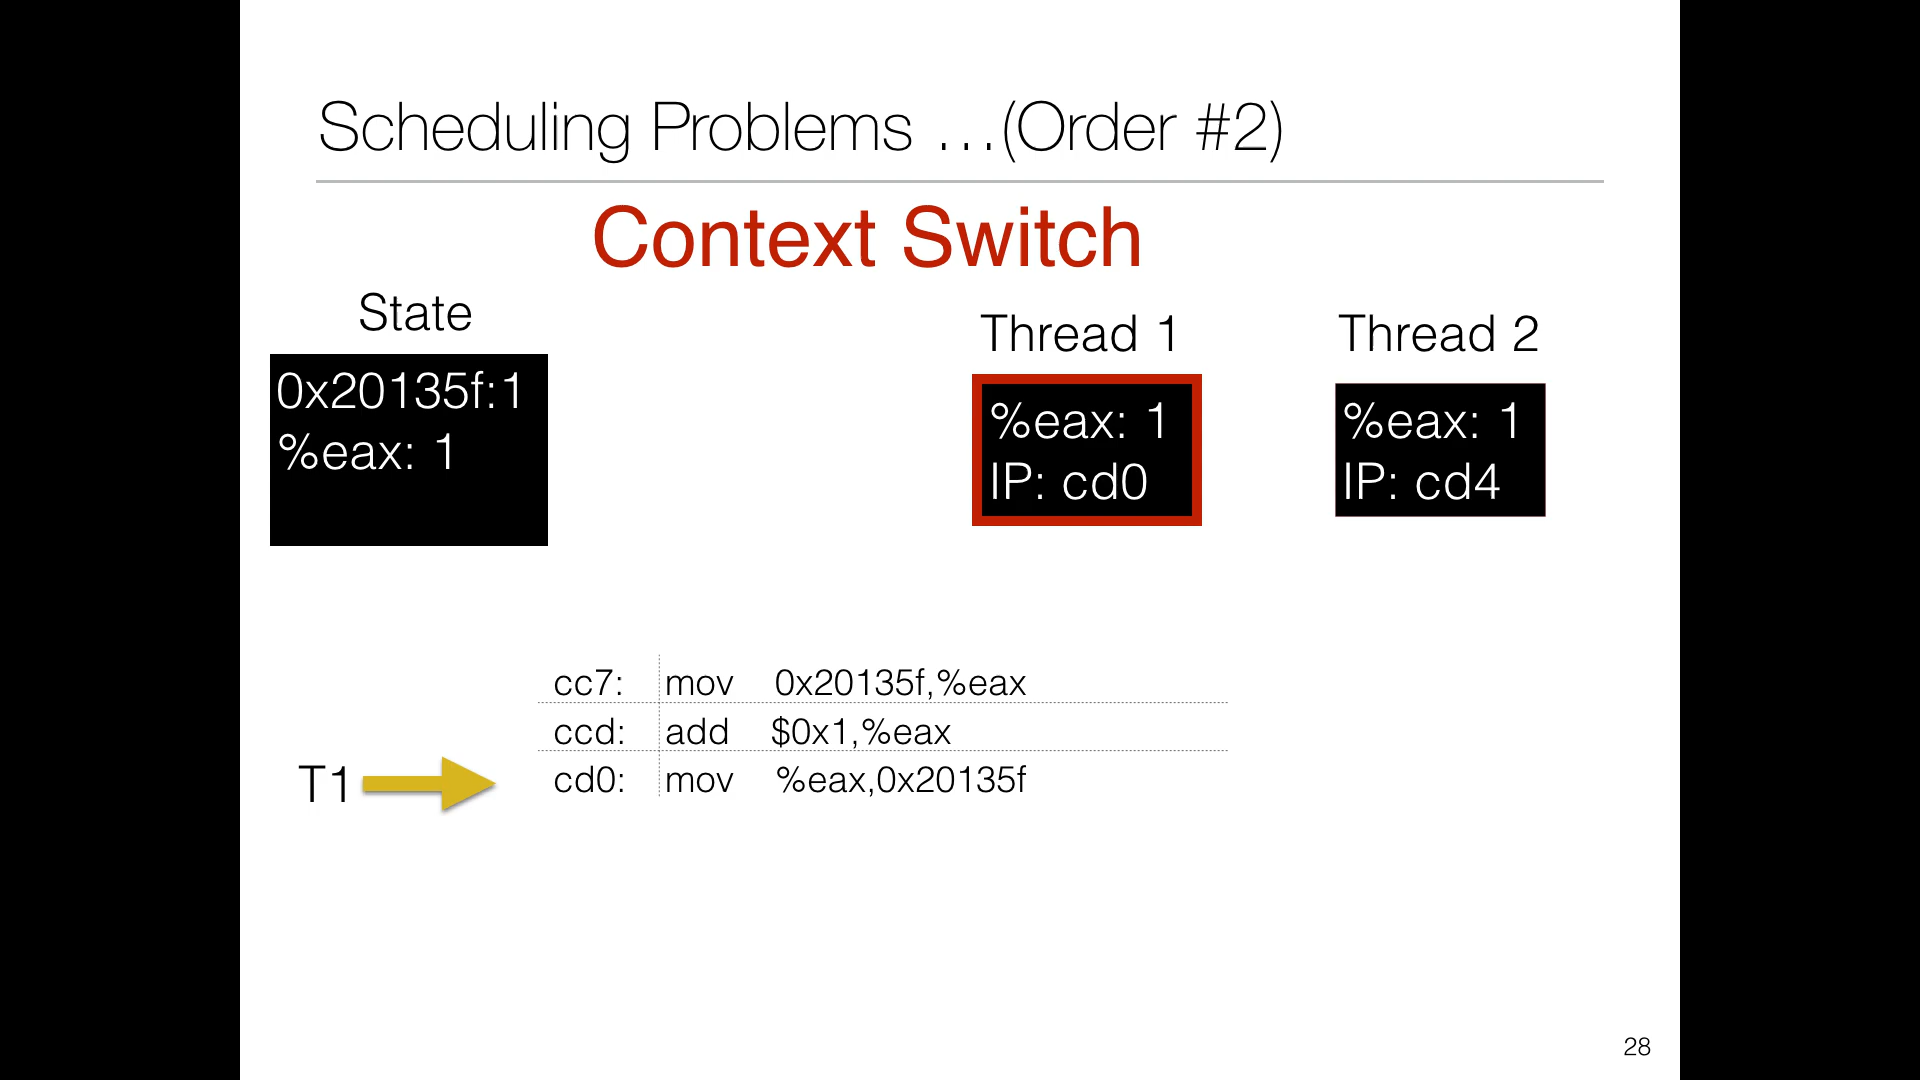 Scheduling Problems …(Order #2)
Context Switch
State
0x20135f:1
%eax: 1
Thread 1
%eax: 1
IP: cd0
Thread 2
%eax: 1
IP: cd4
cc7: mov 0x20135f,%eax
ccd: add $0x1,%eax
T1
cd0: mov %eax,0x20135f
28